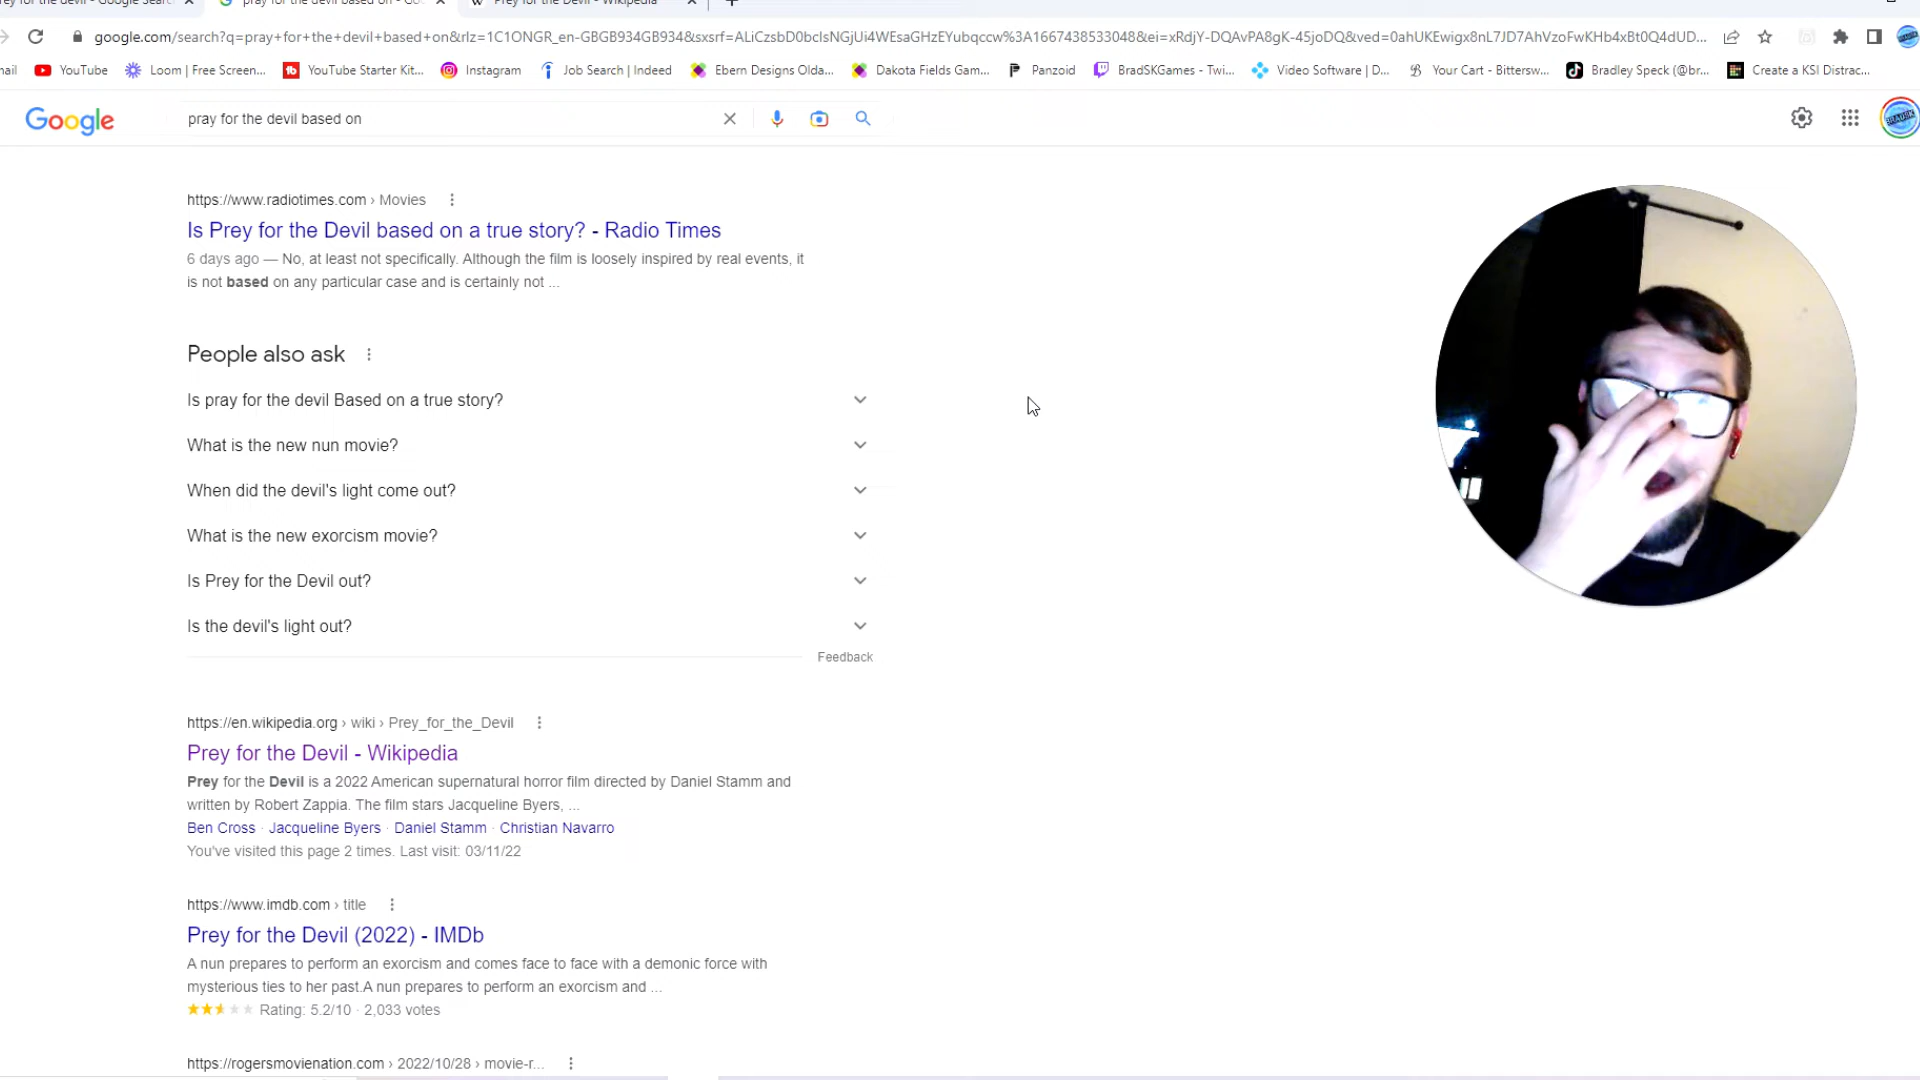 pray for the devil based on - Go...
Prey for the Devil - Wikipedia
google.com/search?q=pray+for+the+devil+based+on&rlz=1C1ONGR_en-GBGB934GB934&sxsrf=ALiCzsbD0bcIsNGjUi4WEsaGHzEYubqccw%3A1667438533048&ei=xRdjY-DQAvPA8gK-45joDQ&ved=0ahUKEwigx8nL7JD7AhVzoFwKHb4xBt0Q4dUD...
YouTube
Loom | Free Screen...
YouTube Starter Kit...
Instagram
Job Search | Indeed
Ebern Designs Olda...
Dakota Fields Gam...
Panzoid
BradSKGames - Twi...
Video Software | D...
Your Cart - Bittersw...
Bradley Speck (@br...
Create a KSI Distrac...
Google
pray for the devil based on
https://www.radiotimes.com › Movies
Is Prey for the Devil based on a true story? - Radio Times
6 days ago — No, at least not specifically. Although the film is loosely inspired by real events, it
is not based on any particular case and is certainly not ...
People also ask
Is pray for the devil Based on a true story?
What is the new nun movie?
When did the devil's light come out?
What is the new exorcism movie?
Is Prey for the Devil out?
Is the devil's light out?
Feedback
https://en.wikipedia.org › wiki › Prey_for_the_Devil
Prey for the Devil - Wikipedia
Prey for the Devil is a 2022 American supernatural horror film directed by Daniel Stamm and
written by Robert Zappia. The film stars Jacqueline Byers, ...
Ben Cross · Jacqueline Byers · Daniel Stamm · Christian Navarro
You've visited this page 2 times. Last visit: 03/11/22
https://www.imdb.com › title
Prey for the Devil (2022) - IMDb
A nun prepares to perform an exorcism and comes face to face with a demonic force with
mysterious ties to her past.A nun prepares to perform an exorcism and ...
Rating: 5.2/10 · 2,033 votes
https://rogersmovienation.com › 2022/10/28 › movie-r...